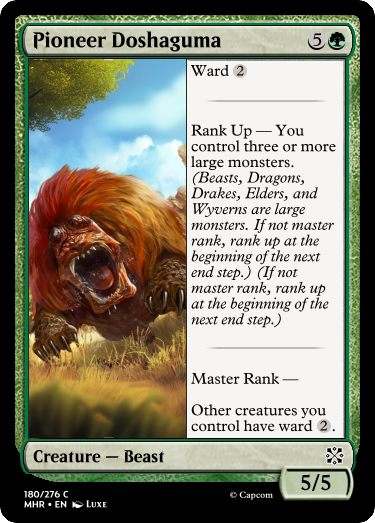 Pioneer Doshaguma 5
Ward 2
Rank Up — You
control three or more
large monsters.
(Beasts, Dragons,
Drakes, Elders, and
Wyverns are large
monsters. If not master
rank, rank up at the
beginning of the next
end step.) (If not
master rank, rank up
at the beginning of the
next end step.)
Master Rank —
Other creatures you
control have ward 2.
Creature — Beast
5/5
180/276 C
MHR • EN Luxe
© Capcom